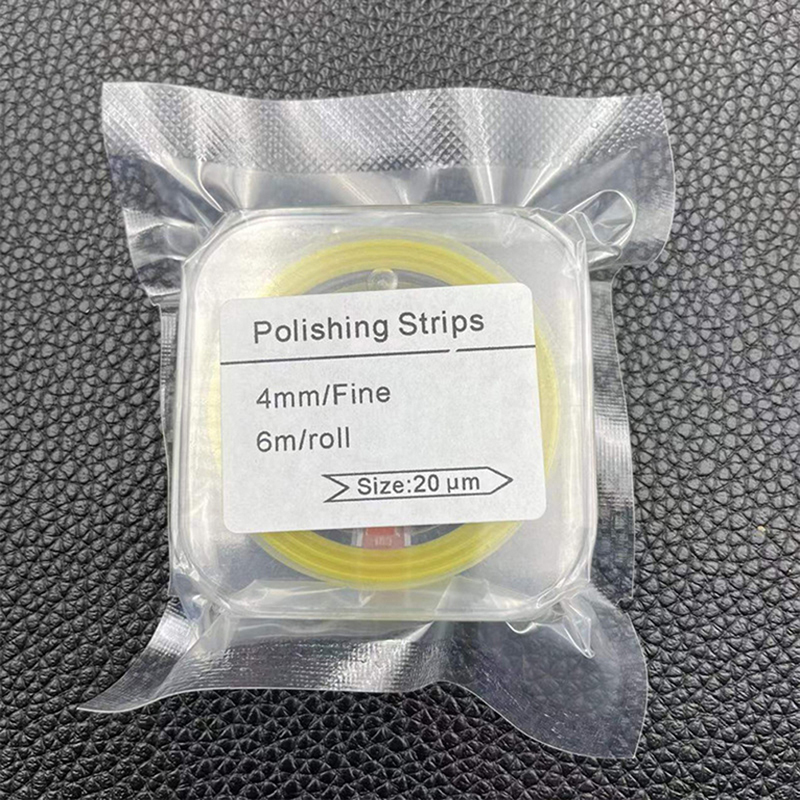 Polishing Strips
4mm/Fine
6m/roll
Size:20 µm